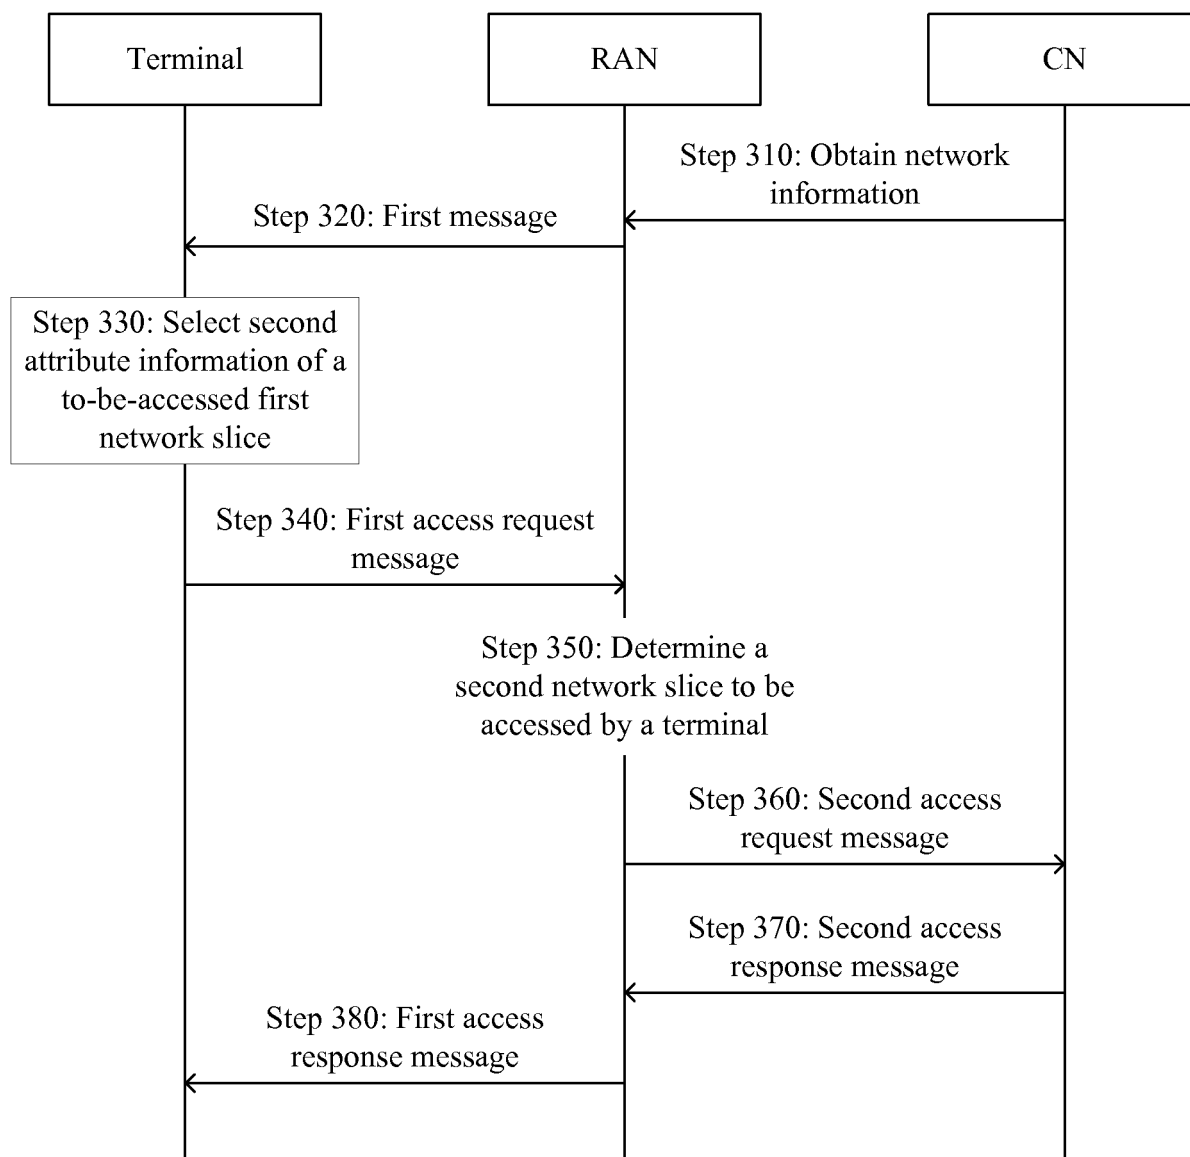 Terminal
RAN
CN
Step 310: Obtain network
information
Step 320: First message
Step 330: Select second
attribute information of a
to-be-accessed first
network slice
Step 340: First access request
message
Step 350: Determine a
second network slice to be
accessed by a terminal
Step 360: Second access
request message
Step 370: Second access
response message
Step 380: First access
response message